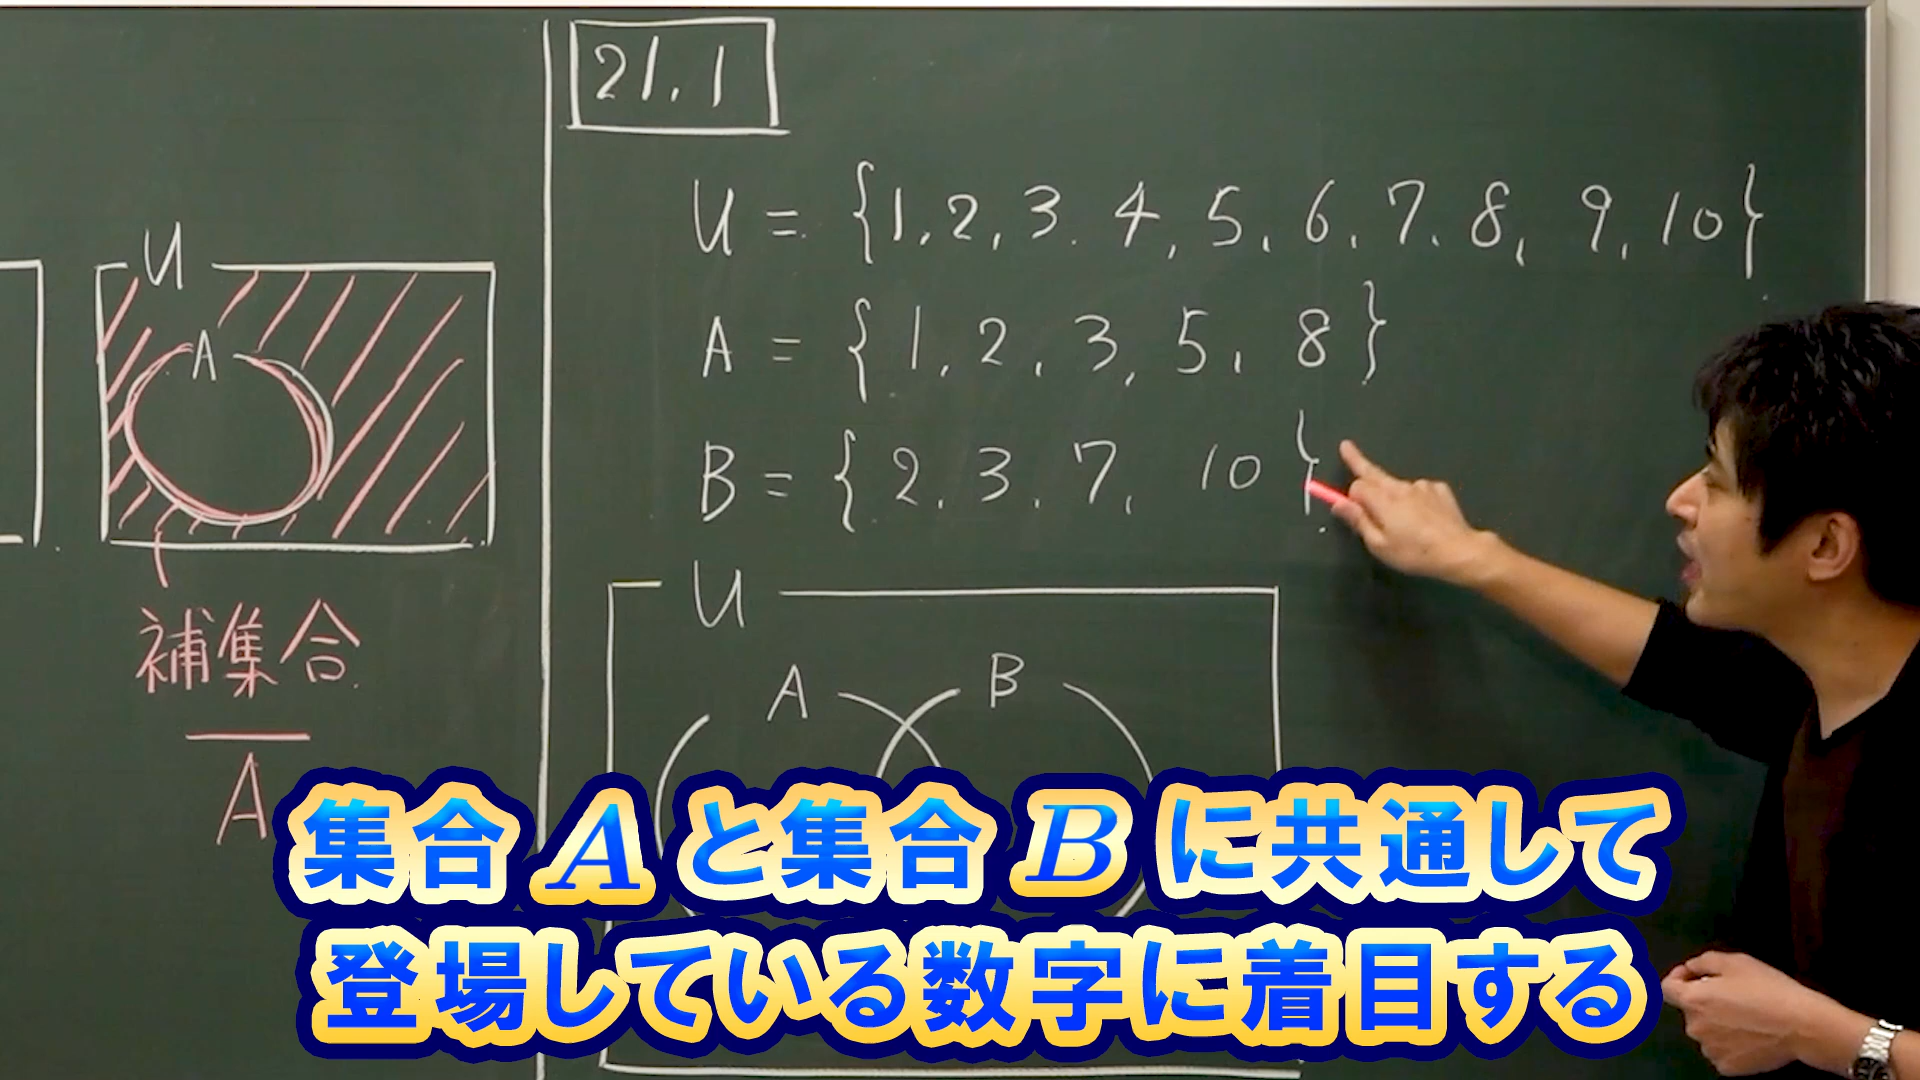 U
A
補集合
A
21.1
U = {1, 2, 3, 4, 5, 6, 7, 8, 9, 10}
A = {1, 2, 3, 5, 8}
B = {2, 3, 7, 10}
U
A B
集合 A と集合 B に共通して
登場している数字に着目する